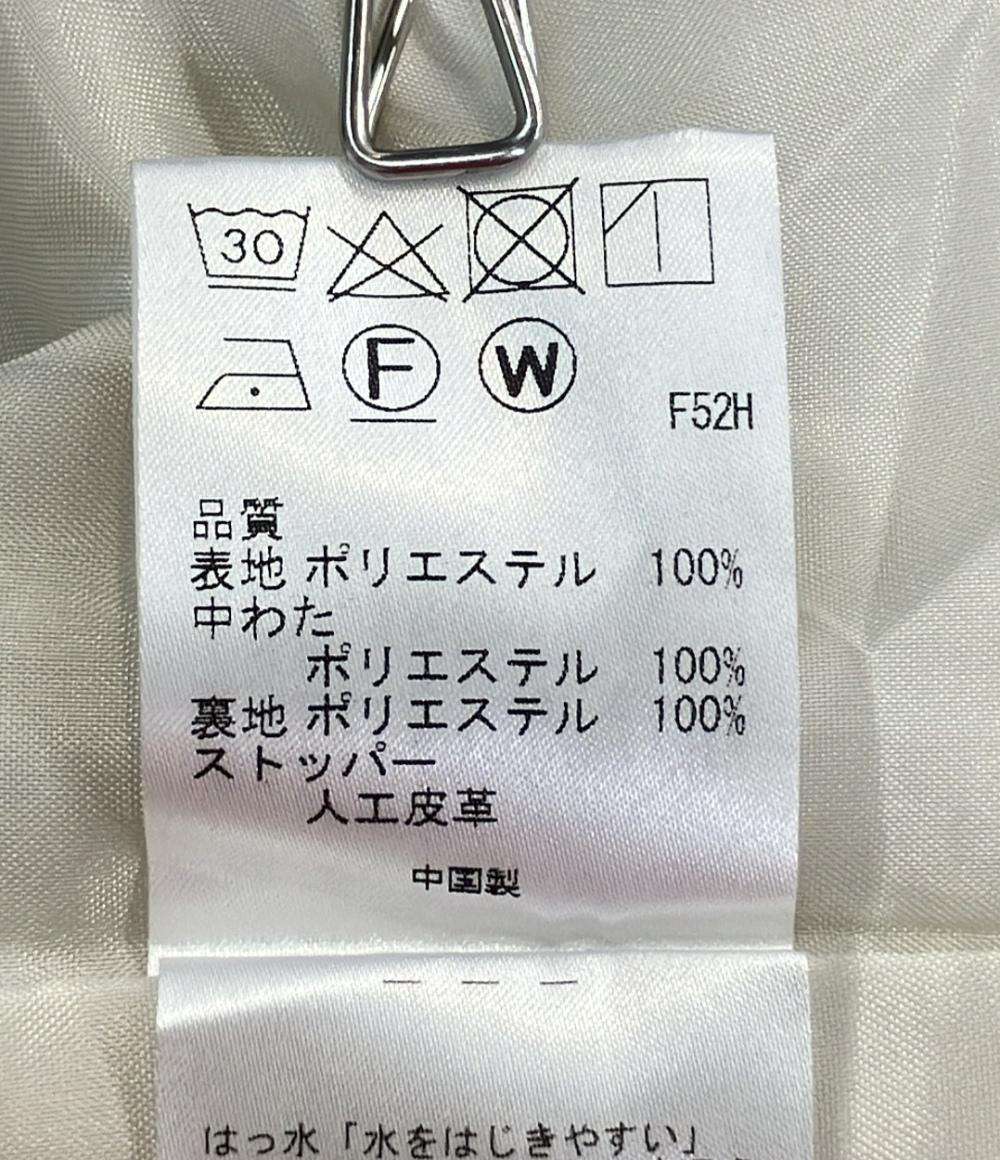 30
F W
F52H
品質
表地 ポリエステル 100%
中わた
ポリエステル 100%
裏地 ポリエステル 100%
ストッパー
人工皮革
中国製
はっ水「水をはじきやすい」